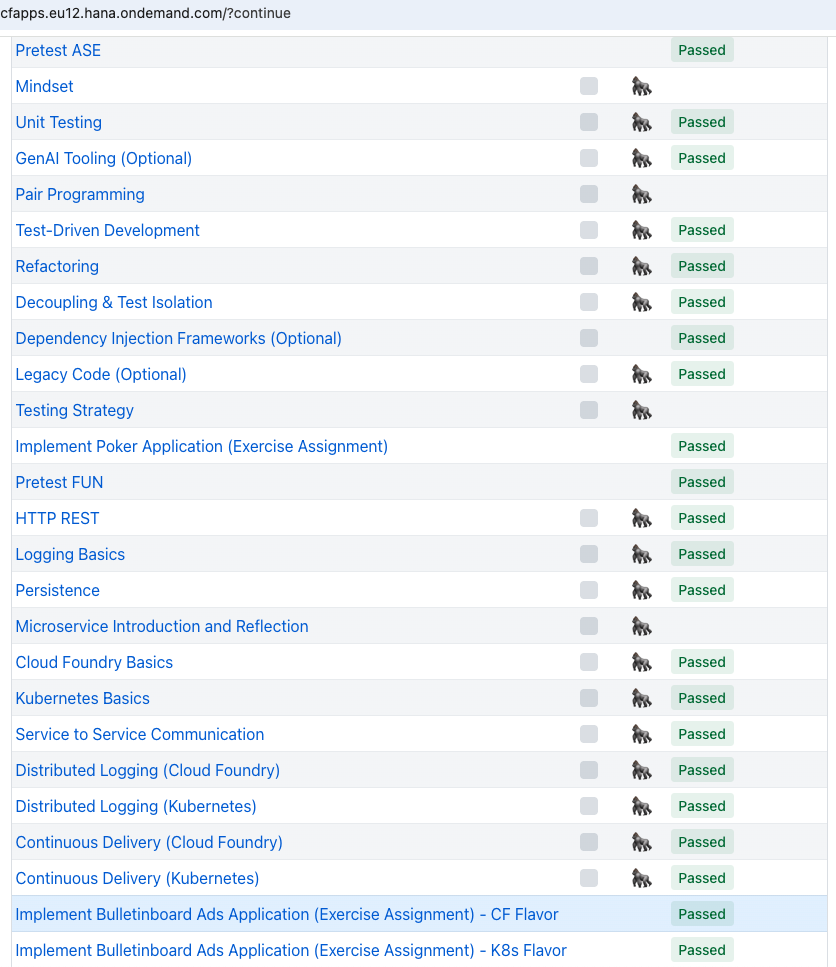 cfapps.eu12.hana.ondemand.com/?continue
Pretest ASE Passed
Mindset
Unit Testing Passed
GenAI Tooling (Optional) Passed
Pair Programming
Test-Driven Development Passed
Refactoring Passed
Decoupling & Test Isolation Passed
Dependency Injection Frameworks (Optional) Passed
Legacy Code (Optional) Passed
Testing Strategy
Implement Poker Application (Exercise Assignment) Passed
Pretest FUN Passed
HTTP REST Passed
Logging Basics Passed
Persistence Passed
Microservice Introduction and Reflection
Cloud Foundry Basics Passed
Kubernetes Basics Passed
Service to Service Communication Passed
Distributed Logging (Cloud Foundry) Passed
Distributed Logging (Kubernetes) Passed
Continuous Delivery (Cloud Foundry) Passed
Continuous Delivery (Kubernetes) Passed
Implement Bulletinboard Ads Application (Exercise Assignment) - CF Flavor Passed
Implement Bulletinboard Ads Application (Exercise Assignment) - K8s Flavor Passed